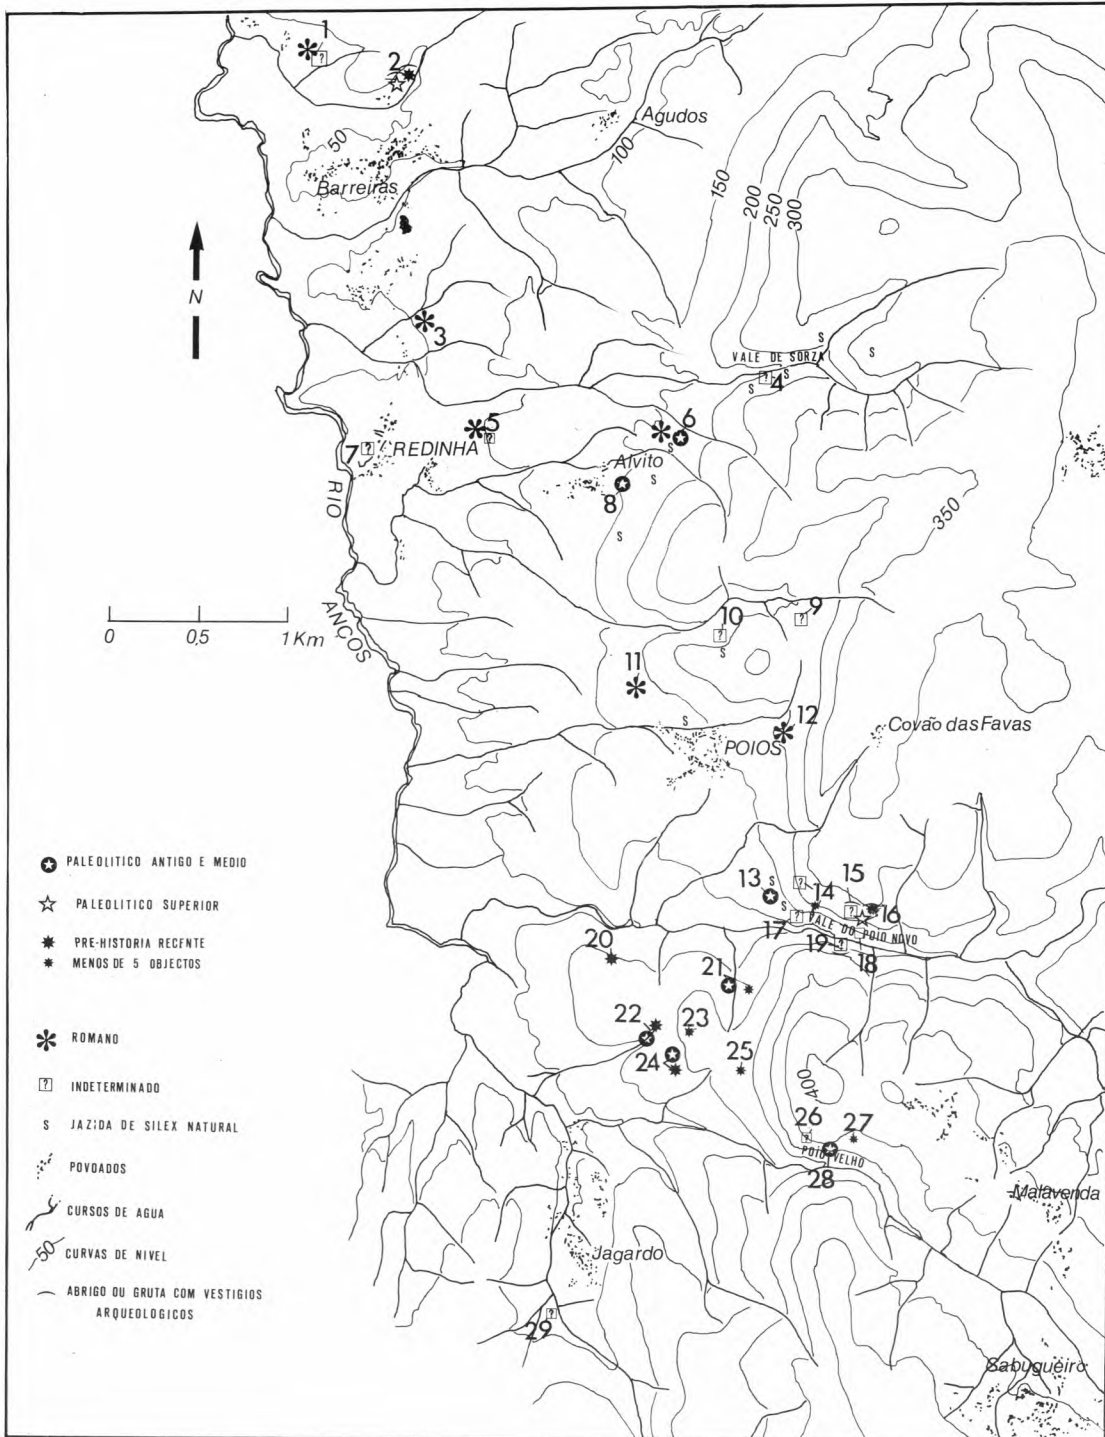 1
2
Agudos
50
100
Barreiras
150
200
250
300
N
3
S
VALE DE SORZA
S
S
S
?
4
5
6
7
REDINHA
S
Alvito
8
S
S
350
RIO
ANÇOS
0 0,5 1 Km
9
10
?
?
S
11
12
S
POIOS
Covão das Favas
13
S
14
15
S
16
17
VALE DO POIO NOVO
19
18
20
21
22
23
24
25
400
26
27
POIO VELHO
28
Malavenda
Jagardo
29
Sabugueiro
PALEOLITICO ANTIGO E MEDIO
PALEOLITICO SUPERIOR
PRE-HISTORIA RECENTE
MENOS DE 5 OBJECTOS
ROMANO
? INDETERMINADO
S JAZIDA DE SILEX NATURAL
POVOADOS
CURSOS DE AGUA
50 CURVAS DE NIVEL
ABRIGO OU GRUTA COM VESTIGIOS
ARQUEOLOGICOS